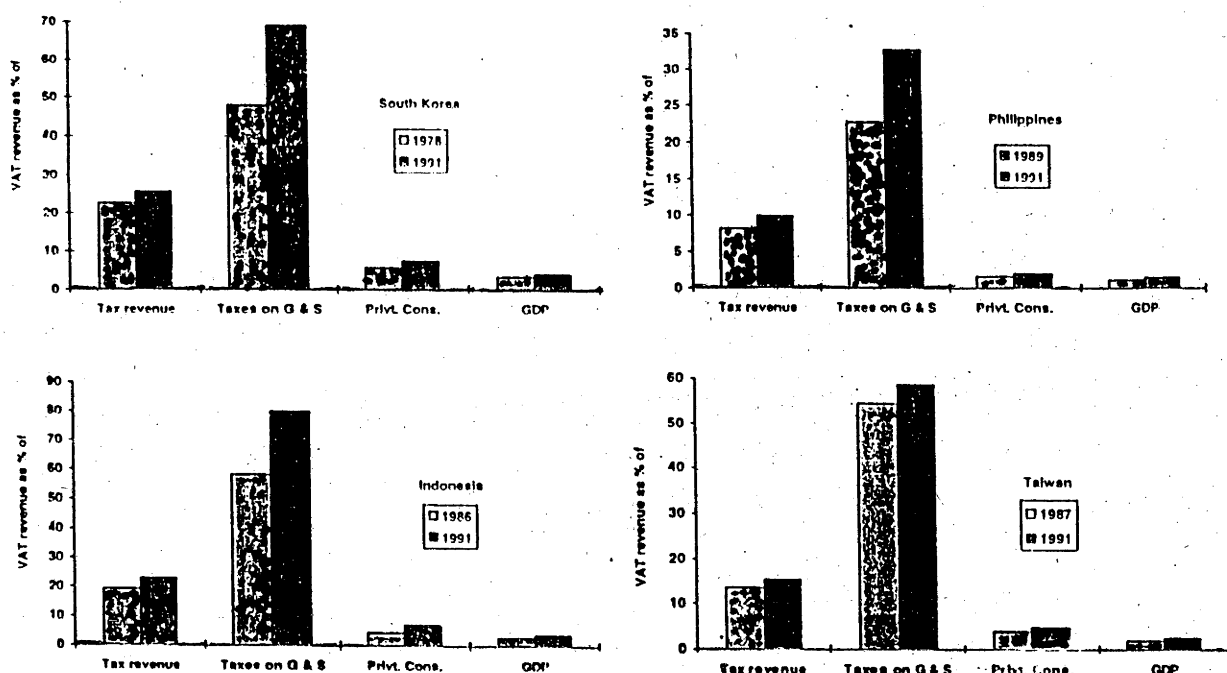 VAT revenue as % of
70
60
50
40
30
20
10
0
South Korea
1978
1991
Tax revenue
Taxes on G & S
Privt. Cons.
GDP
VAT revenue as % of
35
30
25
20
15
10
5
0
Philippines
1989
1991
Tax revenue
Taxes on G & S
Privt. Cons.
GDP
VAT revenue as % of
90
80
70
60
50
40
30
20
10
0
Indonesia
1986
1991
Tax revenue
Taxes on G & S
Privt. Cons.
GDP
VAT revenue as % of
60
50
40
30
20
10
0
Taiwan
1987
1991
Tax revenue
Taxes on G & S
Privt. Cons.
GDP